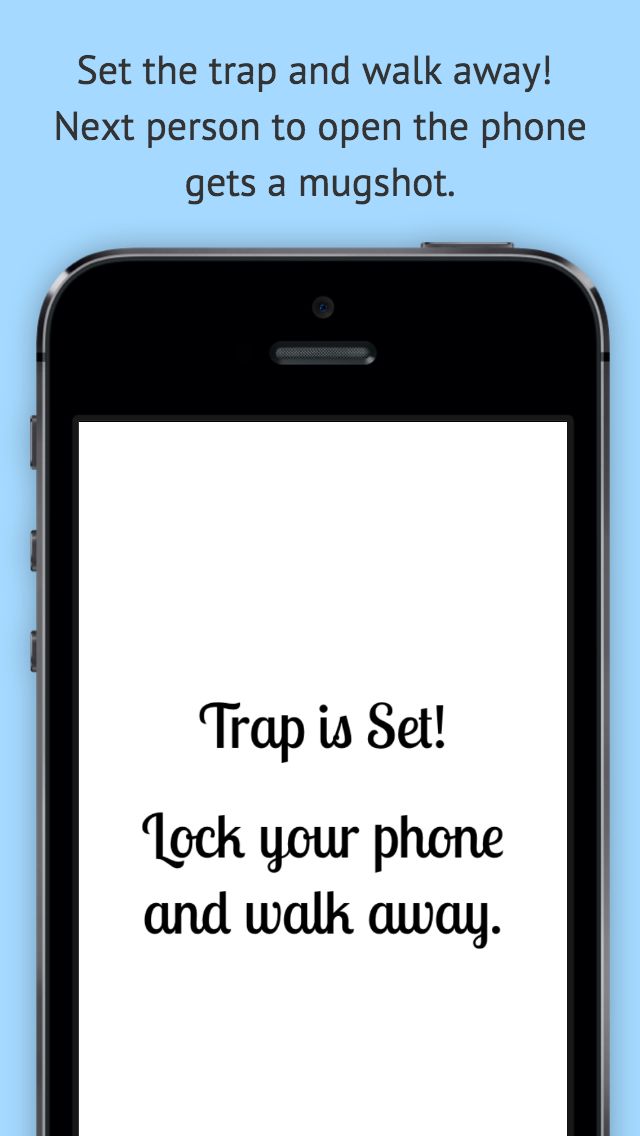 Set the trap and walk away!
Next person to open the phone
gets a mugshot.
Trap is Set!
Lock your phone
and walk away.